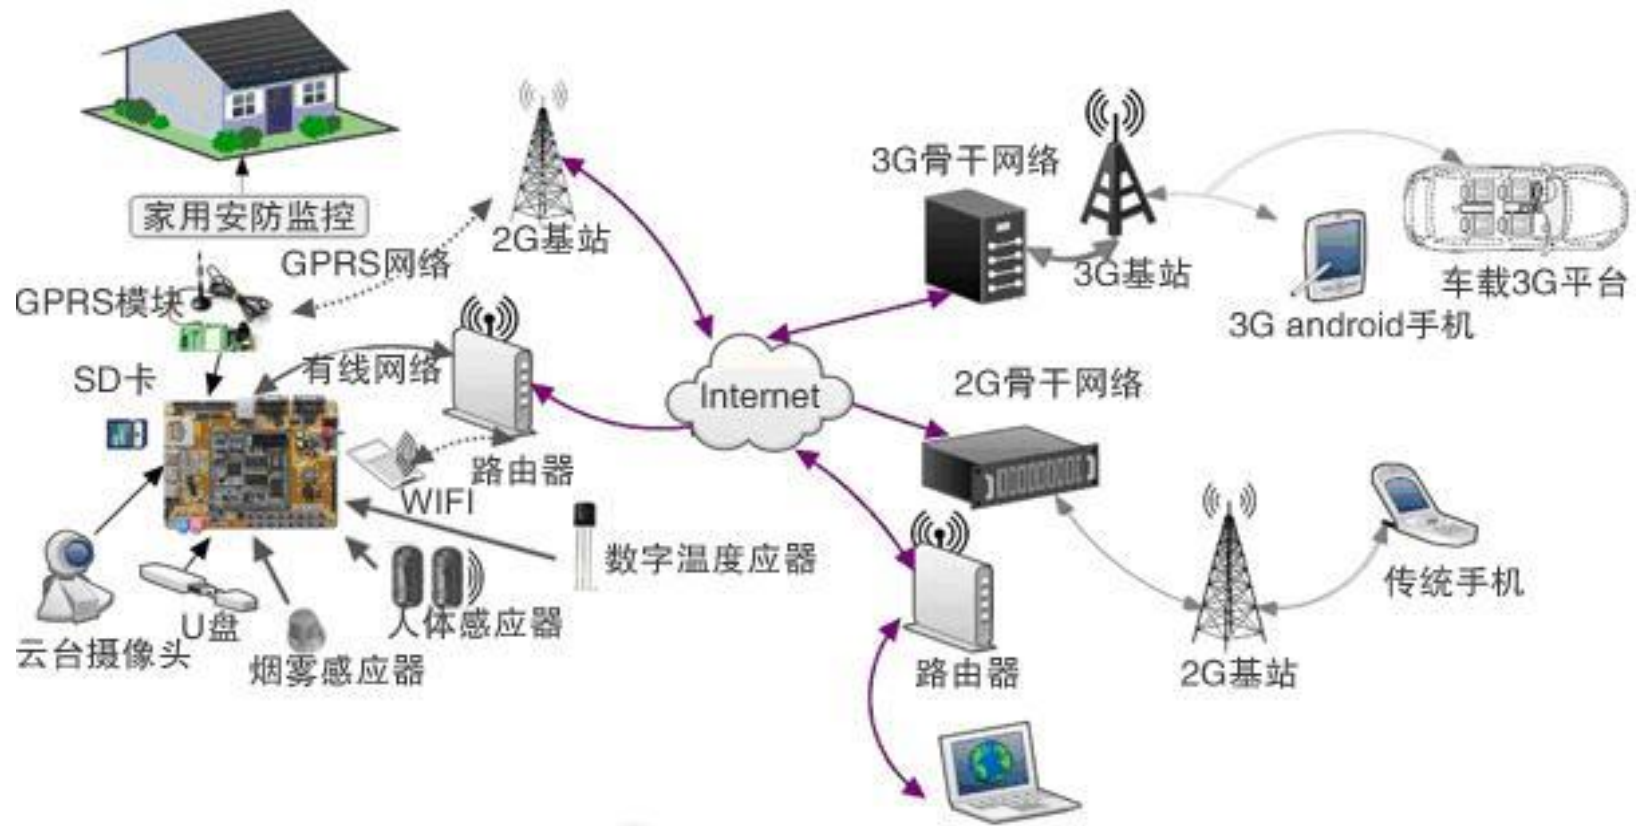 家用安防监控
GPRS模块
GPRS网络
2G基站
SD卡
有线网络
路由器
WIFI
云台摄像头
U盘
烟雾感应器
人体感应器
数字温度应器
Internet
3G骨干网络
3G基站
3G android手机
车载3G平台
2G骨干网络
2G基站
传统手机
路由器